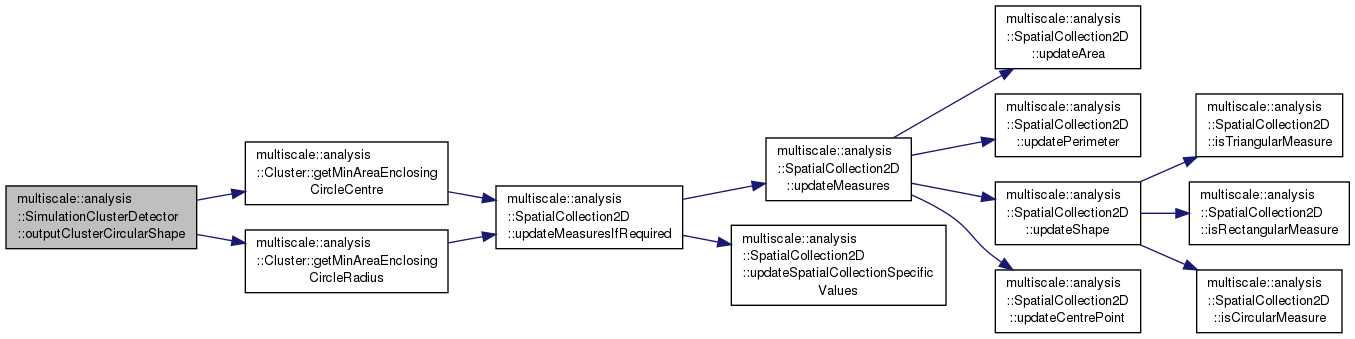 multiscale::analysis
::SimulationClusterDetector
::outputClusterCircularShape
multiscale::analysis
::Cluster::getMinAreaEnclosing
CircleCentre
multiscale::analysis
::Cluster::getMinAreaEnclosing
CircleRadius
multiscale::analysis
::SpatialCollection2D
::updateMeasuresIfRequired
multiscale::analysis
::SpatialCollection2D
::updateMeasures
multiscale::analysis
::SpatialCollection2D
::updateSpatialCollectionSpecific
Values
multiscale::analysis
::SpatialCollection2D
::updateArea
multiscale::analysis
::SpatialCollection2D
::updatePerimeter
multiscale::analysis
::SpatialCollection2D
::updateShape
multiscale::analysis
::SpatialCollection2D
::updateCentrePoint
multiscale::analysis
::SpatialCollection2D
::isTriangularMeasure
multiscale::analysis
::SpatialCollection2D
::isRectangularMeasure
multiscale::analysis
::SpatialCollection2D
::isCircularMeasure